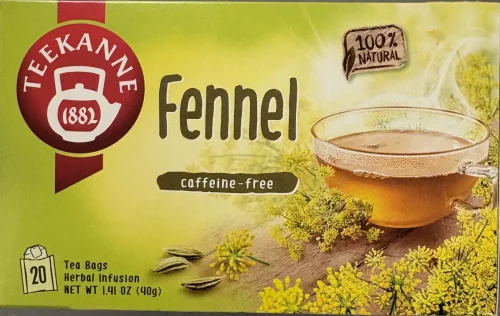 TEEKANNE
1882
100%
NATURAL
Fennel
caffeine-free
20
Tea Bags
Herbal Infusion
NET WT 1.41 OZ (40g)